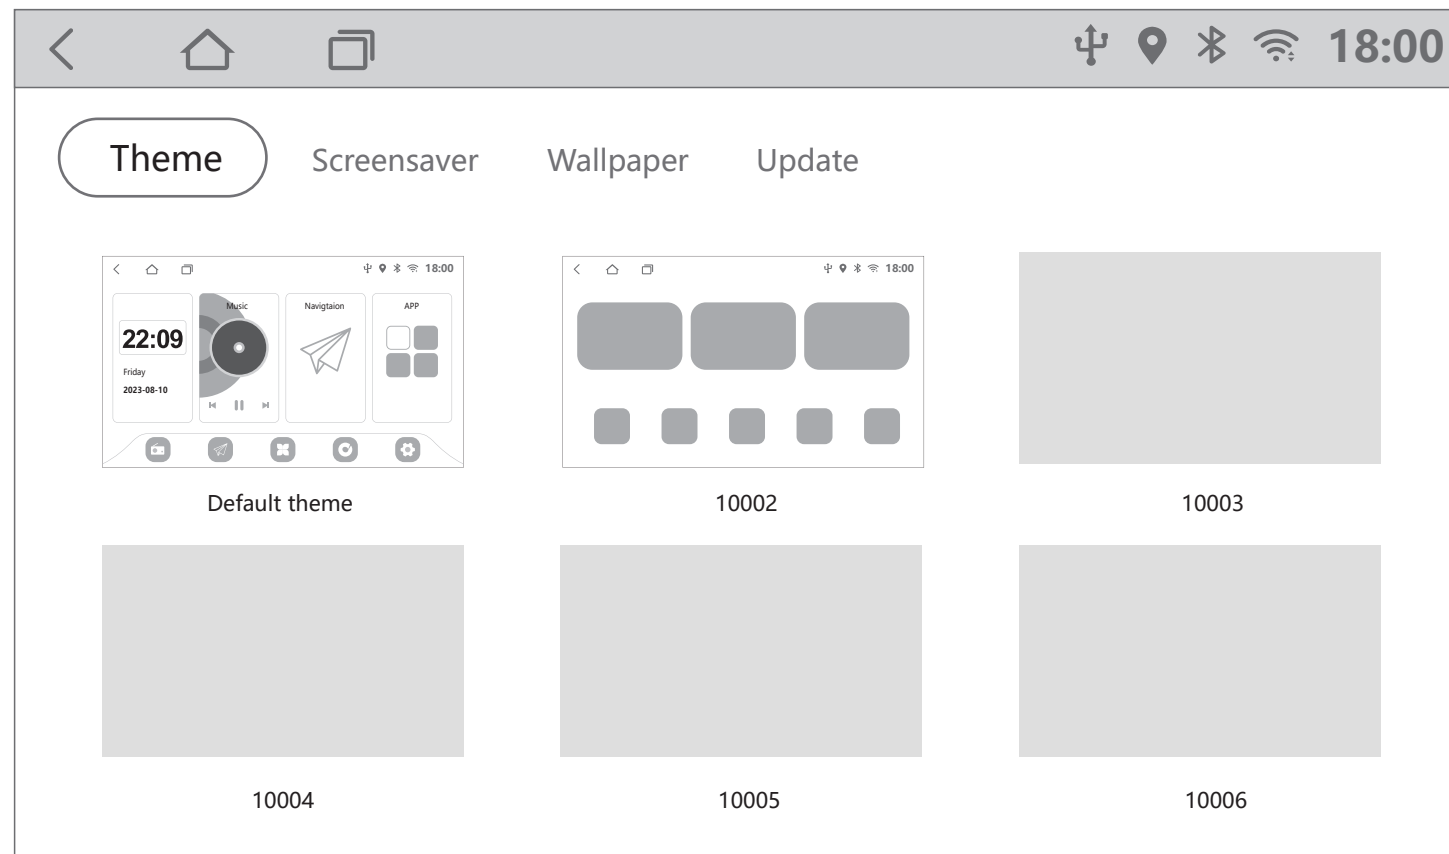 18:00
Theme Screensaver Wallpaper Update
18:00
Music Navigtaion APP
22:09
Friday
2023-08-10
18:00
Default theme 10002 10003
10004 10005 10006